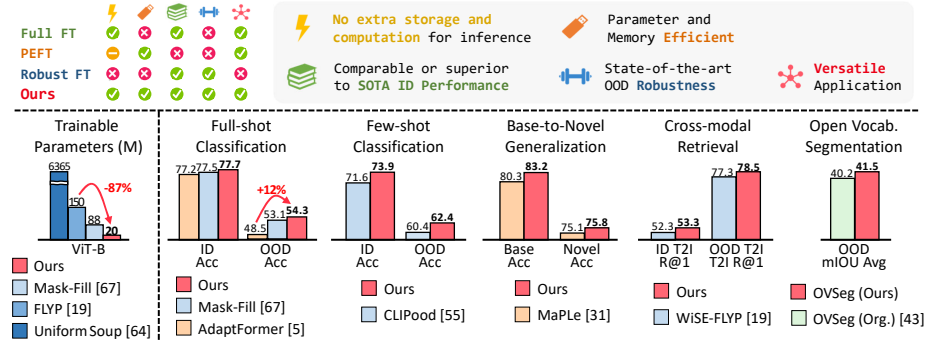 Full FT
PEFT
Robust FT
Ours
No extra storage and
computation for inference
Parameter and
Memory Efficient
Comparable or superior
to SOTA ID Performance
State-of-the-art
OOD Robustness
Versatile
Application
Trainable
Parameters (M)
6365
150
88
20
-87%
ViT-B
Ours
Mask-Fill [67]
FLYP [19]
Uniform Soup [64]
Full-shot
Classification
77.2
77.5
77.7
+12%
48.5
53.1
54.3
ID
Acc
OOD
Acc
Ours
Mask-Fill [67]
AdaptFormer [5]
Few-shot
Classification
71.6
73.9
60.4
62.4
ID
Acc
OOD
Acc
Ours
CLIPood [55]
Base-to-Novel
Generalization
80.3
83.2
75.1
75.8
Base
Acc
Novel
Acc
Ours
MaPLe [31]
Cross-modal
Retrieval
52.3
53.3
77.3
78.5
ID T2I
R@1
OOD T2I
T2I R@1
Ours
WiSE-FLYP [19]
Open Vocab.
Segmentation
40.2
41.5
OOD
mIOU Avg
OVSeg (Ours)
OVSeg (Org.) [43]